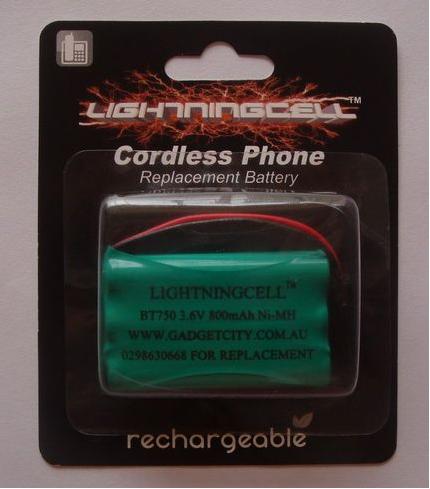 LIGHTNINGCELL™
Cordless Phone
Replacement Battery
LIGHTNINGCELL™
BT750 3.6V 800mAh Ni-MH
WWW.GADGETCITY.COM.AU
0298630668 FOR REPLACEMENT
rechargeable